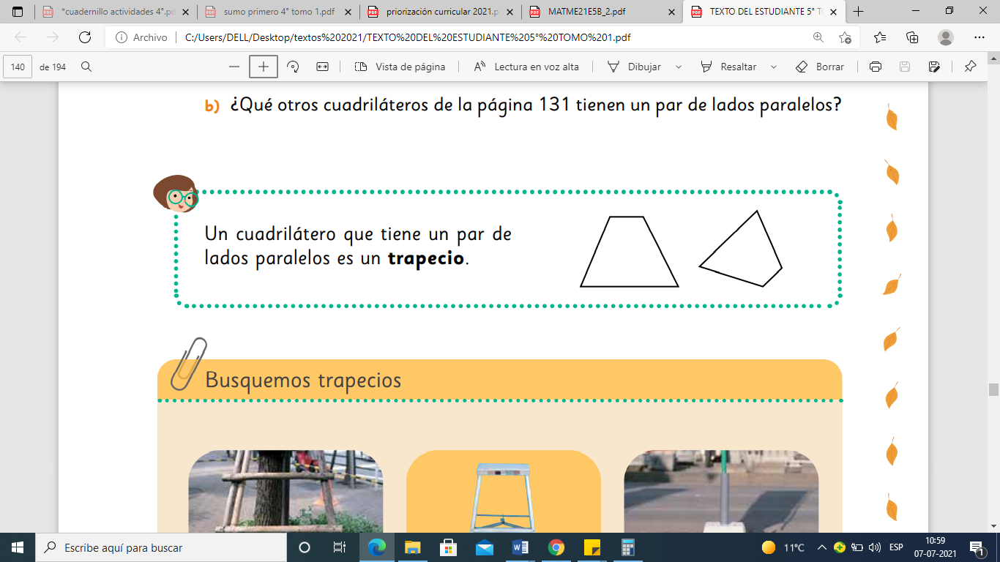 *cuadernillo actividades 4°.pd
sumo primero 4° tomo 1.pdf
priorización curricular 2021.p
MATME21E5B_2.pdf
TEXTO DEL ESTUDIANTE 5° T
Archivo
C:/Users/DELL/Desktop/textos%202021/TEXTO%20DEL%20ESTUDIANTE%205°%20TOMO%201.pdf
140 de 194
Vista de página
Lectura en voz alta
Dibujar
Resaltar
Borrar
b) ¿Qué otros cuadriláteros de la página 131 tienen un par de lados paralelos?
Un cuadrilátero que tiene un par de
lados paralelos es un trapecio.
Busquemos trapecios
Escribe aquí para buscar
11°C
ESP
10:59
07-07-2021
1